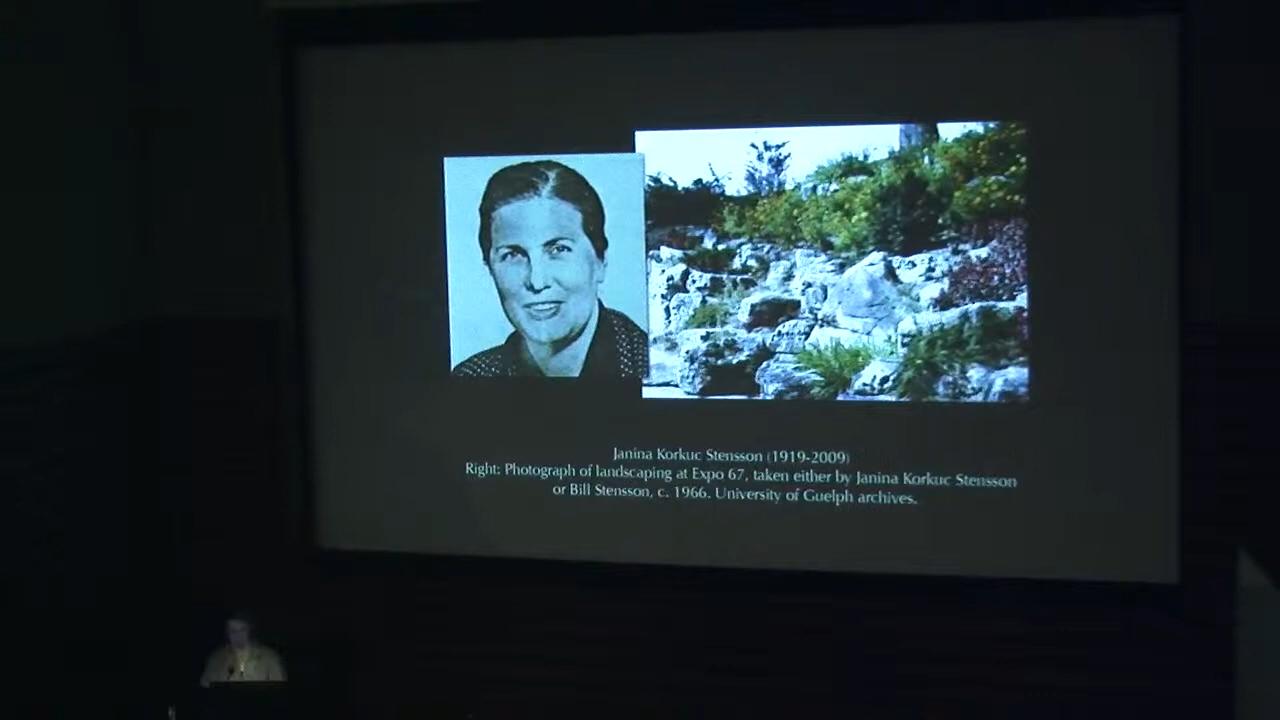 Janina Korkuc Stensson (1919-2009)
Right: Photograph of landscaping at Expo 67, taken either by Janina Korkuc Stensson
or Bill Stensson, c. 1966. University of Guelph archives.